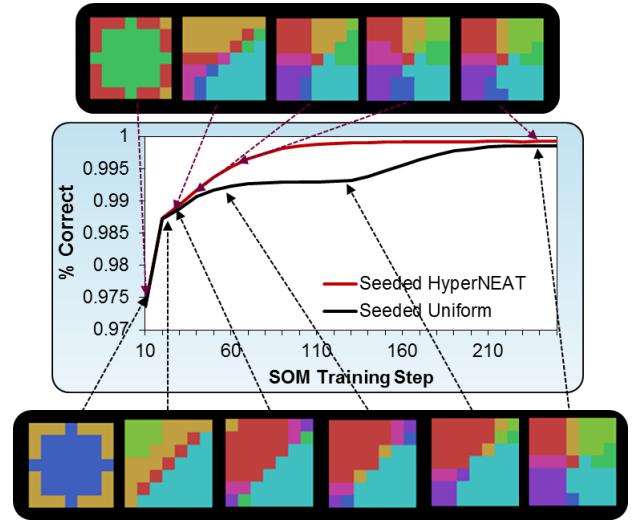 1
0.995
0.99
0.985
0.98
0.975
0.97
% Correct
Seeded HyperNEAT
Seeded Uniform
10 60 110 160 210
SOM Training Step